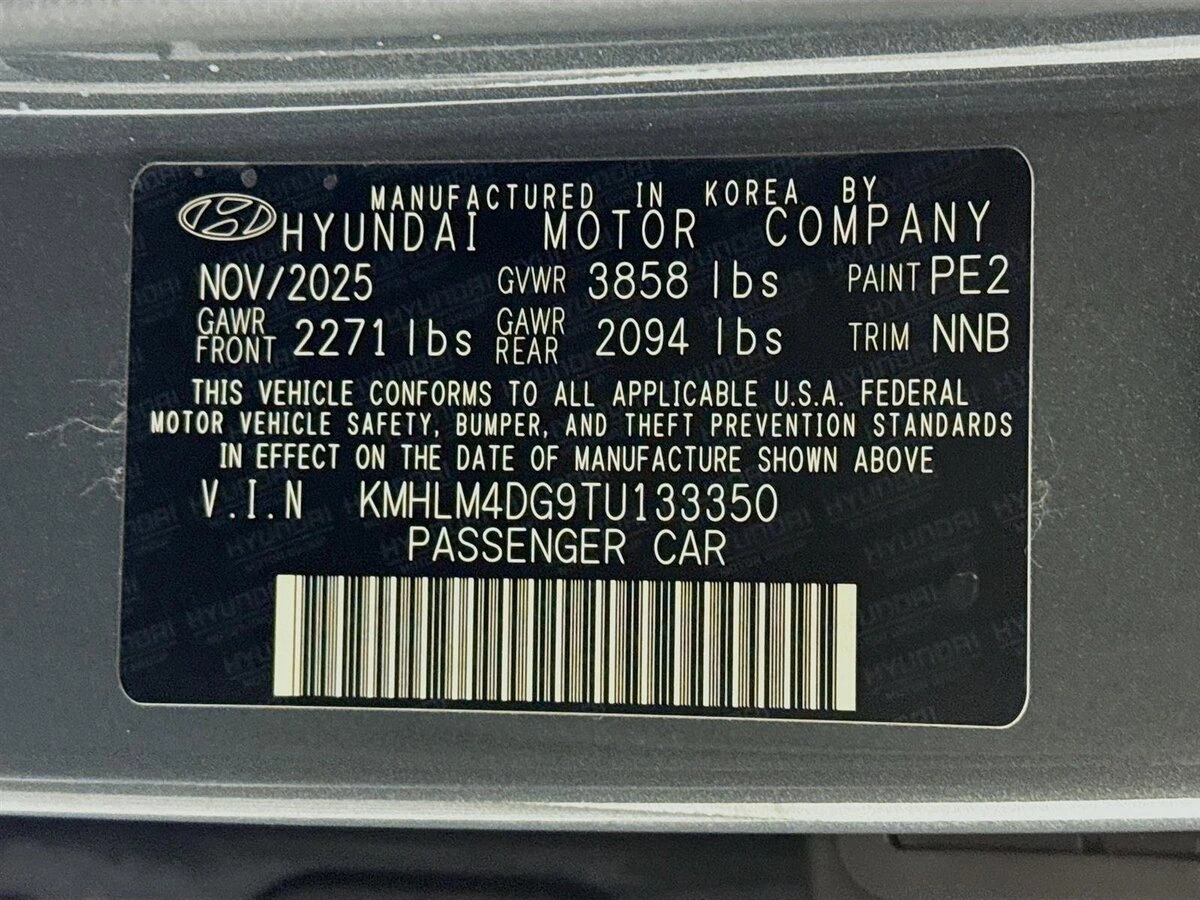 MANUFACTURED IN KOREA BY
HYUNDAI MOTOR COMPANY
NOV/2025 GVWR 3858 lbs PAINT PE2
GAWR FRONT 2271 lbs GAWR REAR 2094 lbs TRIM NNB
THIS VEHICLE CONFORMS TO ALL APPLICABLE U.S.A. FEDERAL
MOTOR VEHICLE SAFETY, BUMPER, AND THEFT PREVENTION STANDARDS
IN EFFECT ON THE DATE OF MANUFACTURE SHOWN ABOVE
V.I.N KMHLM4DG9TU133350
PASSENGER CAR